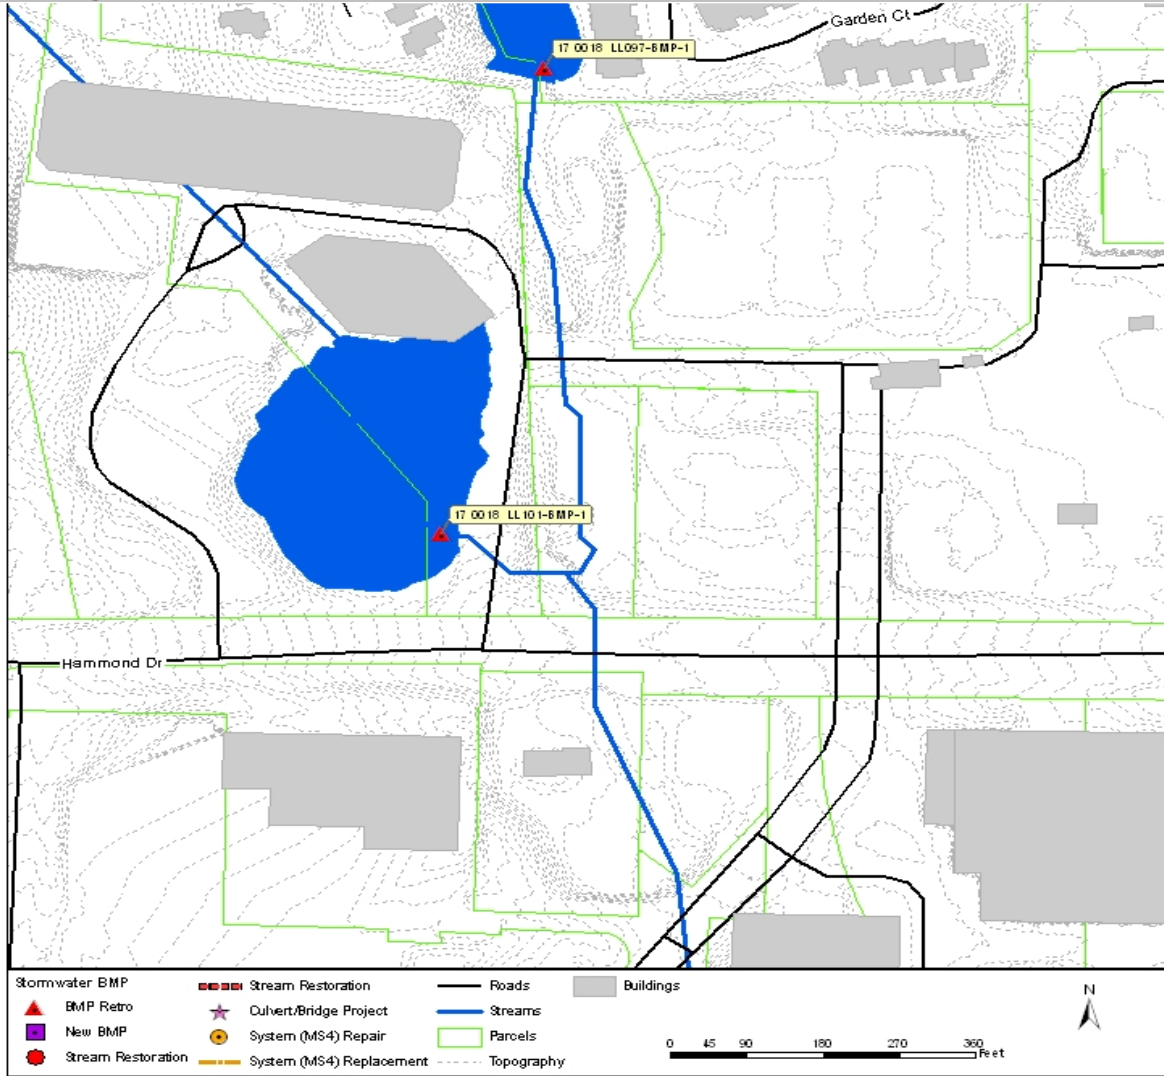 Garden Ct
17 0018 LL097-BMP-1
17 0018 LL101-BMP-1
Hammond Dr
Stormwater BMP
BMP Retro
New BMP
Stream Restoration
Stream Restoration
Culvert/Bridge Project
System (MS4) Repair
System (MS4) Replacement
Roads
Streams
Parcels
Topography
Buildings
N
0 45 90 180 270 360
Feet